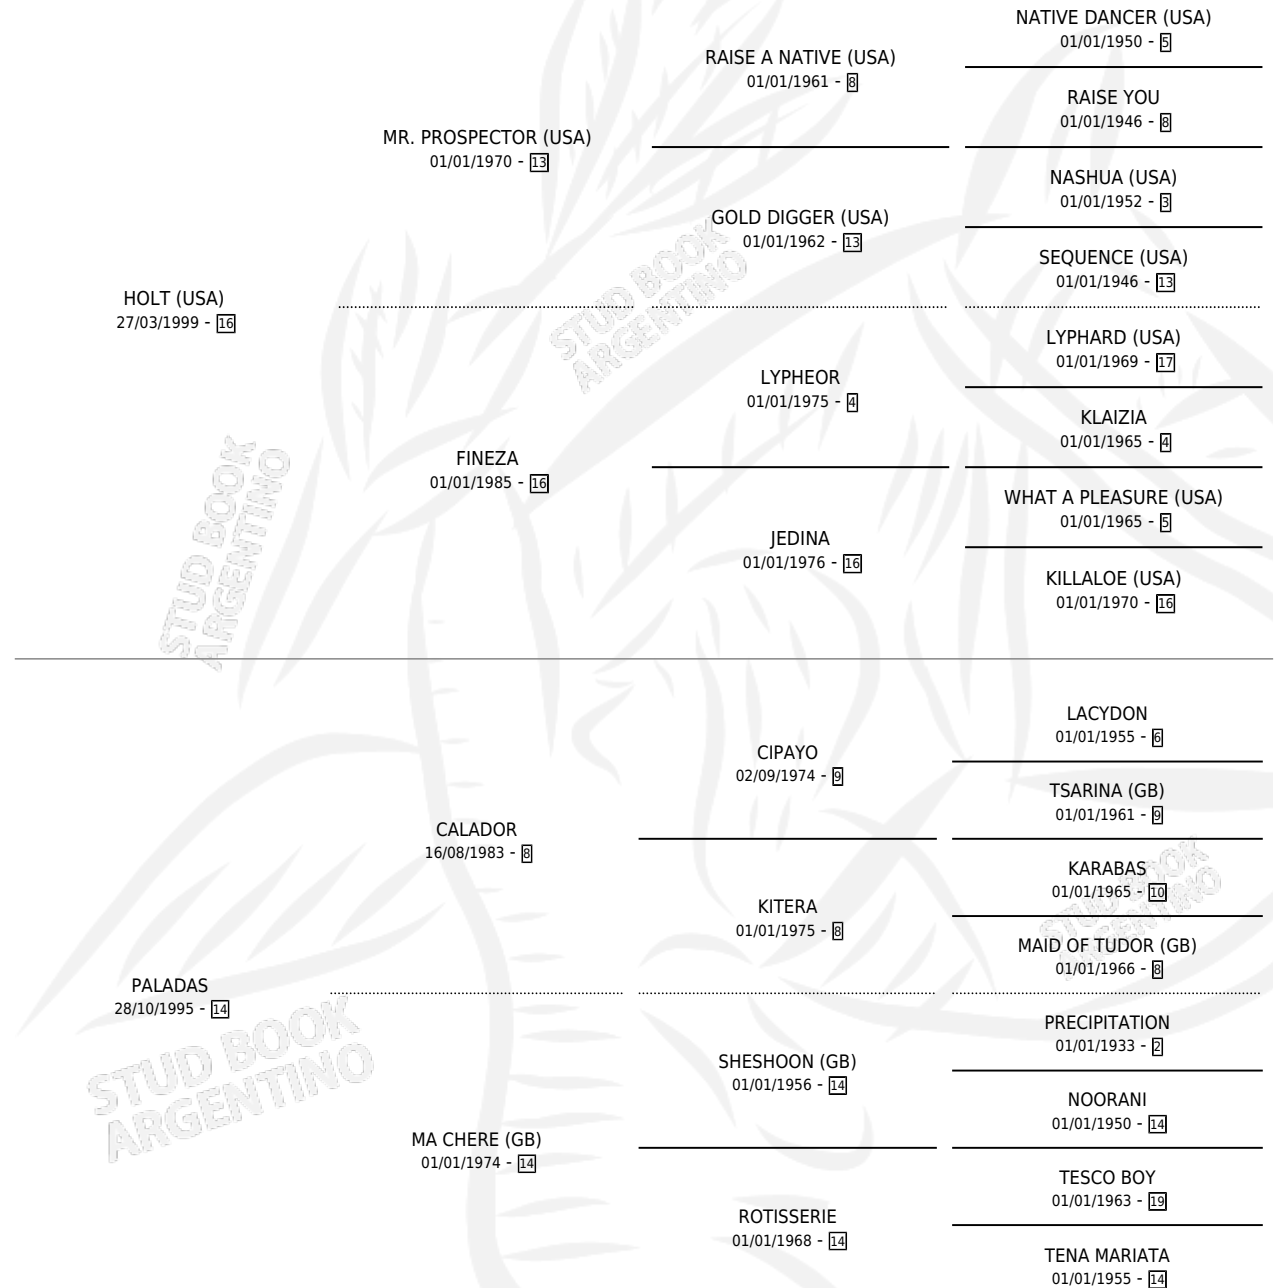 NATIVE DANCER (USA)
01/01/1950 - 5
RAISE A NATIVE (USA)
01/01/1961 - 8
RAISE YOU
01/01/1946 - 8
MR. PROSPECTOR (USA)
01/01/1970 - 13
NASHUA (USA)
01/01/1952 - 3
GOLD DIGGER (USA)
01/01/1962 - 13
SEQUENCE (USA)
01/01/1946 - 13
HOLT (USA)
27/03/1999 - 16
STUD BOOK
ARGENTINO
LYPHARD (USA)
01/01/1969 - 17
LYPHEOR
01/01/1975 - 4
KLAIZIA
01/01/1965 - 4
FINEZA
01/01/1985 - 16
WHAT A PLEASURE (USA)
01/01/1965 - 5
JEDINA
01/01/1976 - 16
KILLALOE (USA)
01/01/1970 - 16
STUD BOOK
ARGENTINO
LACYDON
01/01/1955 - 6
CIPAYO
02/09/1974 - 9
TSARINA (GB)
01/01/1961 - 9
CALADOR
16/08/1983 - 8
KARABAS
01/01/1965 - 10
KITERA
01/01/1975 - 8
STUD BOOK
ARGENTINO
MAID OF TUDOR (GB)
01/01/1966 - 8
PALADAS
28/10/1995 - 14
PRECIPITATION
01/01/1933 - 2
SHESHOON (GB)
01/01/1956 - 14
NOORANI
01/01/1950 - 14
STUD BOOK
ARGENTINO
MA CHERE (GB)
01/01/1974 - 14
TESCO BOY
01/01/1963 - 19
ROTISSERIE
01/01/1968 - 14
TENA MARIATA
01/01/1955 - 14